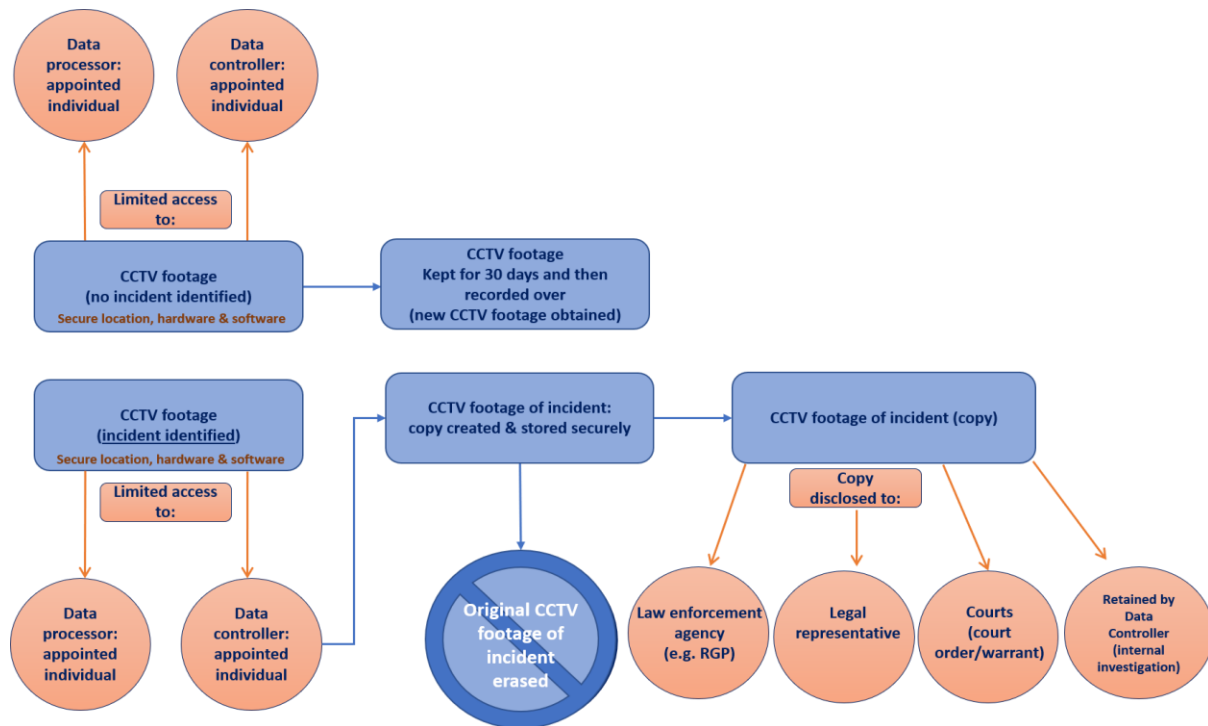 Data
processor:
appointed
individual
Data
controller:
appointed
individual
Limited access
to:
CCTV footage
(no incident identified)
Secure location, hardware & software
CCTV footage
Kept for 30 days and then
recorded over
(new CCTV footage obtained)
CCTV footage
(incident identified)
Secure location, hardware & software
Limited access
to:
Data
processor:
appointed
individual
Data
controller:
appointed
individual
CCTV footage of incident:
copy created & stored securely
Original CCTV
footage of
incident
erased
CCTV footage of incident (copy)
Copy
disclosed to:
Law enforcement
agency
(e.g. RGP)
Legal
representative
Courts
(court
order/warrant)
Retained by
Data
Controller
(internal
investigation)